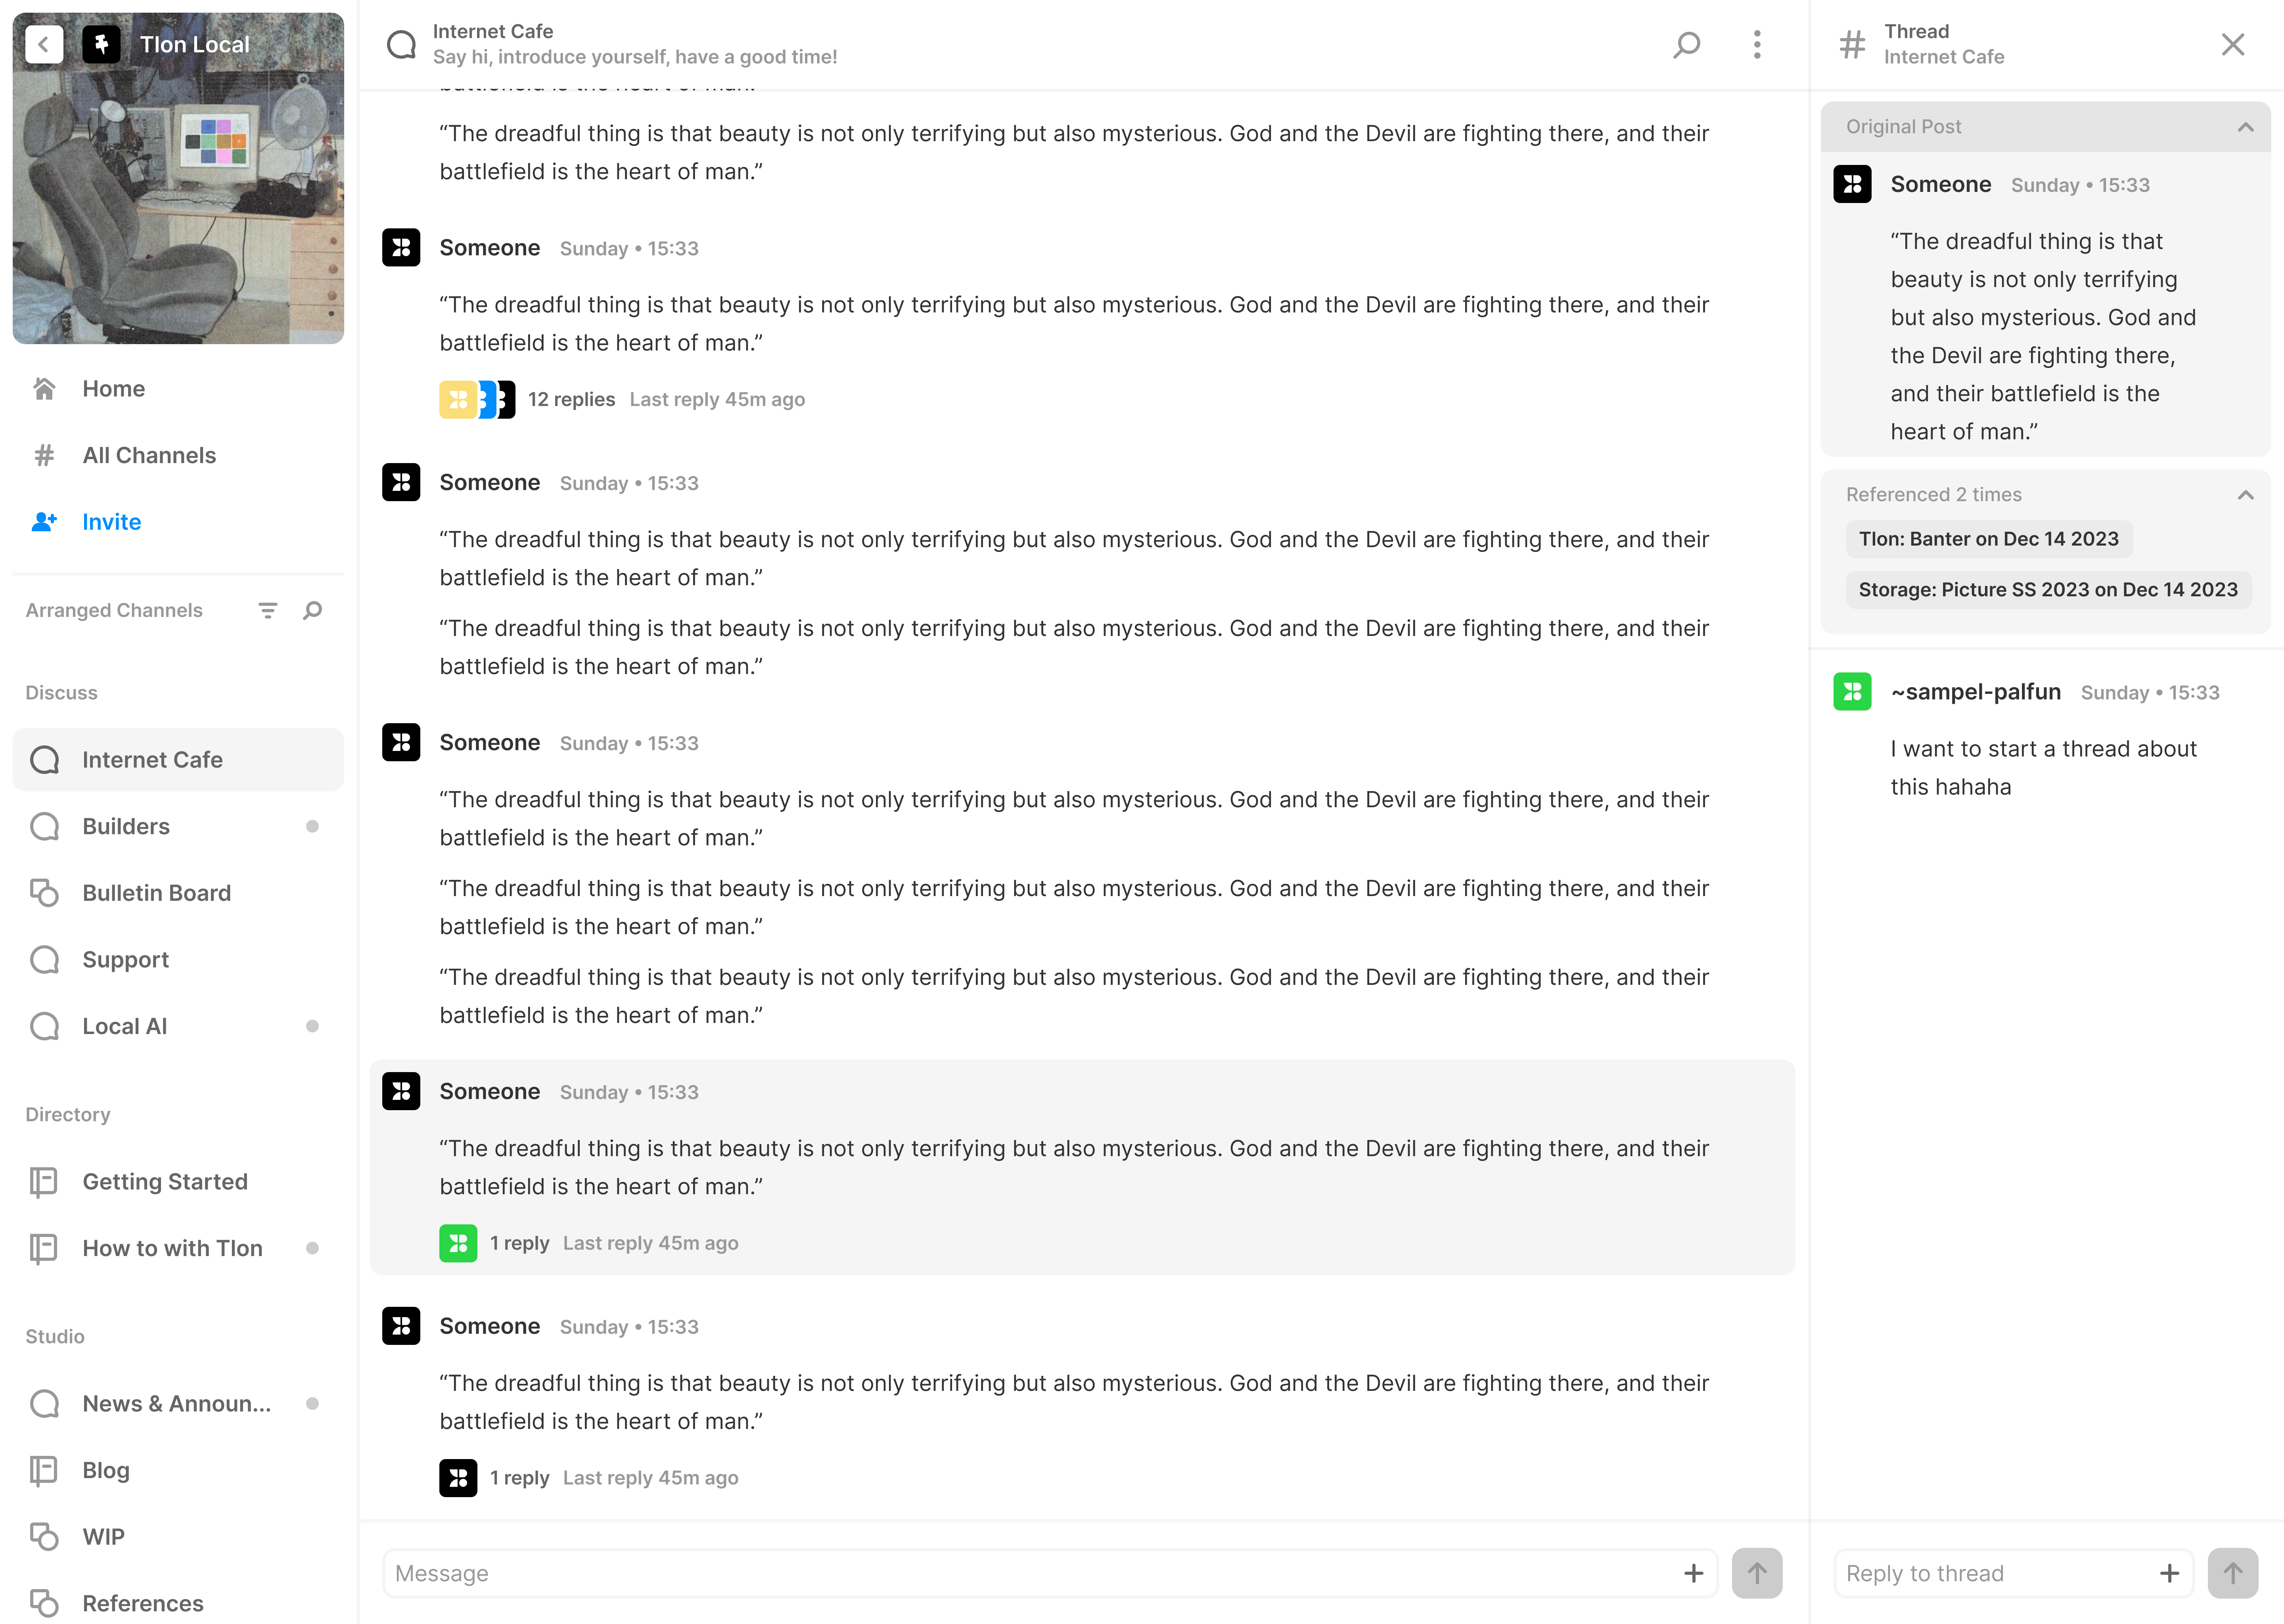 Tlon Local
Home
All Channels
Invite
Arranged Channels
Discuss
Internet Cafe
Builders
Bulletin Board
Support
Local AI
Directory
Getting Started
How to with Tlon
Studio
News & Announ...
Blog
WIP
References
Internet Cafe
Say hi, introduce yourself, have a good time!
battlefield is the heart of man.”
“The dreadful thing is that beauty is not only terrifying but also mysterious. God and the Devil are fighting there, and their
battlefield is the heart of man.”
Someone Sunday • 15:33
“The dreadful thing is that beauty is not only terrifying but also mysterious. God and the Devil are fighting there, and their
battlefield is the heart of man.”
12 replies Last reply 45m ago
Someone Sunday • 15:33
“The dreadful thing is that beauty is not only terrifying but also mysterious. God and the Devil are fighting there, and their
battlefield is the heart of man.”
“The dreadful thing is that beauty is not only terrifying but also mysterious. God and the Devil are fighting there, and their
battlefield is the heart of man.”
Someone Sunday • 15:33
“The dreadful thing is that beauty is not only terrifying but also mysterious. God and the Devil are fighting there, and their
battlefield is the heart of man.”
“The dreadful thing is that beauty is not only terrifying but also mysterious. God and the Devil are fighting there, and their
battlefield is the heart of man.”
“The dreadful thing is that beauty is not only terrifying but also mysterious. God and the Devil are fighting there, and their
battlefield is the heart of man.”
Someone Sunday • 15:33
“The dreadful thing is that beauty is not only terrifying but also mysterious. God and the Devil are fighting there, and their
battlefield is the heart of man.”
1 reply Last reply 45m ago
Someone Sunday • 15:33
“The dreadful thing is that beauty is not only terrifying but also mysterious. God and the Devil are fighting there, and their
battlefield is the heart of man.”
1 reply Last reply 45m ago
Message
Thread
Internet Cafe
Original Post
Someone Sunday • 15:33
“The dreadful thing is that
beauty is not only terrifying
but also mysterious. God and
the Devil are fighting there,
and their battlefield is the
heart of man.”
Referenced 2 times
Tlon: Banter on Dec 14 2023
Storage: Picture SS 2023 on Dec 14 2023
~sampel-palfun Sunday • 15:33
I want to start a thread about
this hahaha
Reply to thread